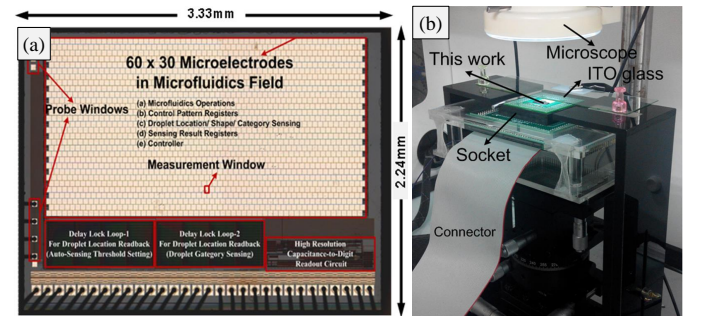 3.33mm
(a)
60 x 30 Microelectrodes
in Microfluidics Field
(a) Microfluidics Operations
(b) Control Pattern Registers
(c) Droplet Location/ Shape/ Category Sensing
(d) Sensing Result Registers
(e) Controller
Probe Windows
Measurement Window
Delay Lock Loop-1
For Droplet Location Readback
(Auto-Sensing Threshold Setting)
Delay Lock Loop-2
For Droplet Location Readback
(Droplet Gategory Sensing)
High Resolution
Capacitance-to-Digit
Readout Circuit
2.24mm
(b)
Microscope
This work
ITO glass
Socket
Connector